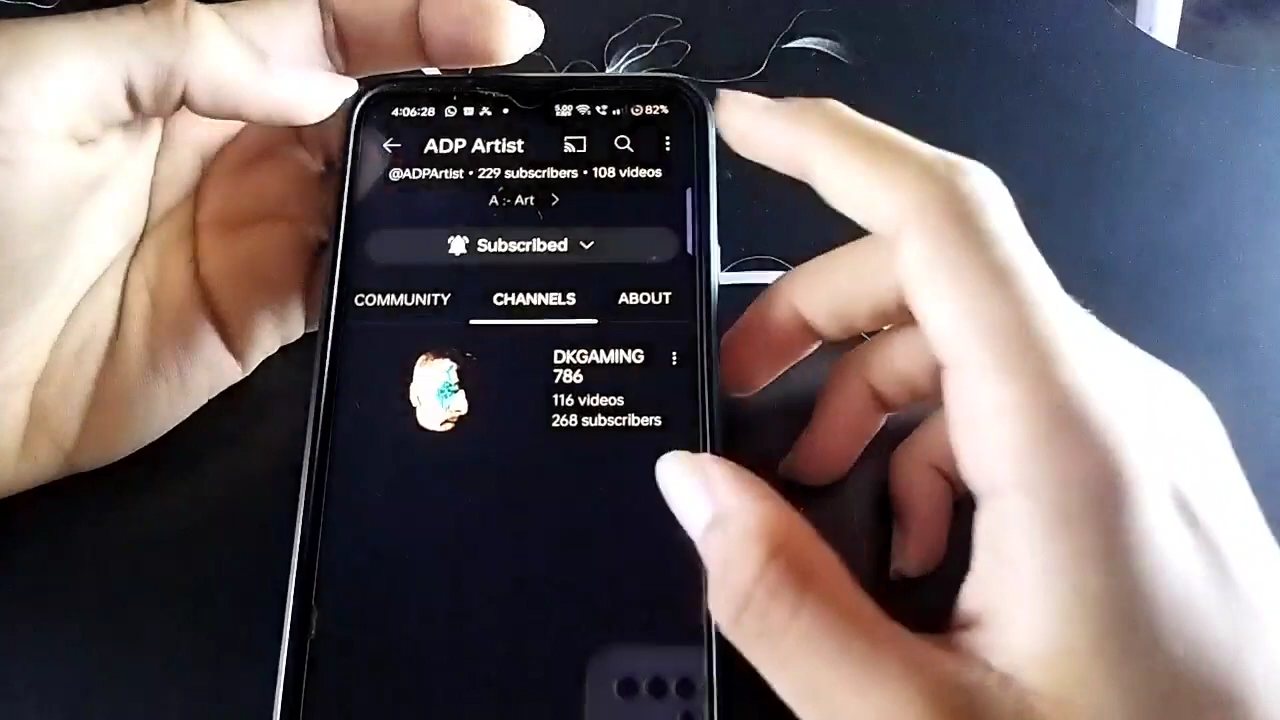 4:06:28 82%
ADP Artist
@ADPArtist • 229 subscribers • 108 videos
A :- Art
Subscribed
COMMUNITY CHANNELS ABOUT
DKGAMING
786
116 videos
268 subscribers